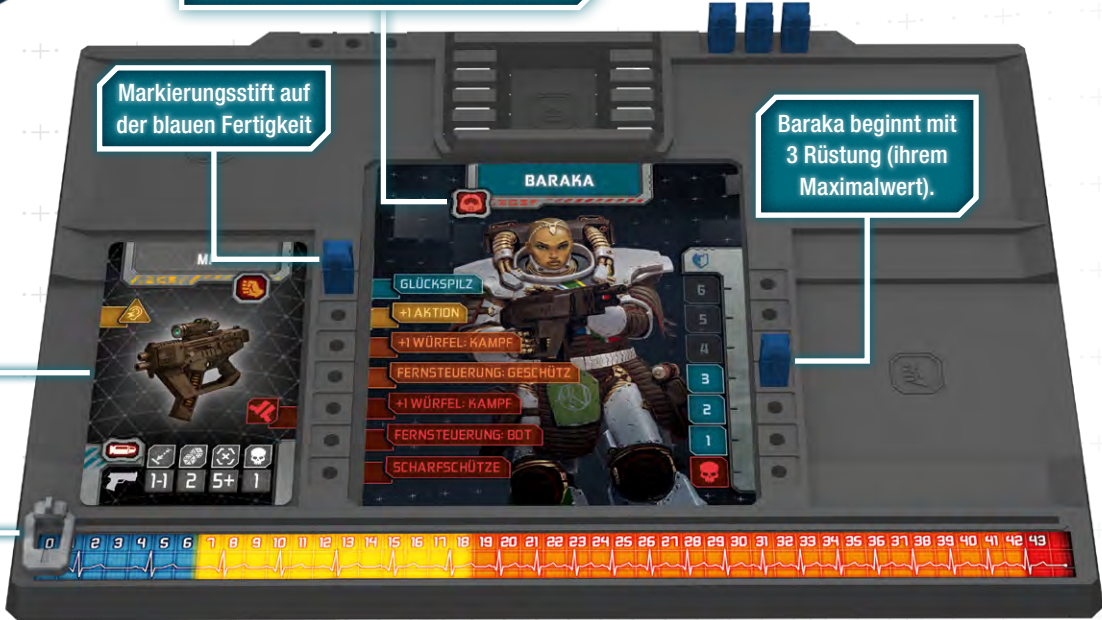 Markierungsstift auf
der blauen Fertigkeit
Baraka beginnt mit
3 Rüstung (ihrem
Maximalwert).
BARAKA
GLÜCKSPILZ
+1 AKTION
+1 WÜRFEL: KAMPF
FERNSTEUERUNG: GESCHÜTZ
+1 WÜRFEL: KAMPF
FERNSTEUERUNG: BOT
SCHARFSCHÜTZE
6
5
4
3
2
1
1-1 2 5+ 1
0 2 3 4 5 6 7 8 9 10 11 12 13 14 15 16 17 18 19 20 21 22 23 24 25 26 27 28 29 30 31 32 33 34 35 36 37 38 39 40 41 42 43